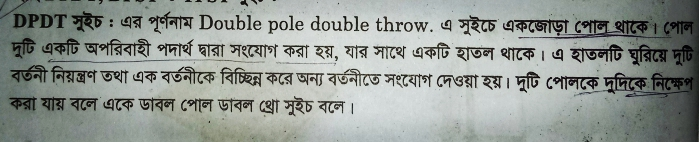 DPDT সুইচ : এর পূর্ণনাম Double pole double throw. এ সুইচে একজোড়া পোল থাকে। পোল
দুটি একটি অপরিবাহী পদার্থ দ্বারা সংযোগ করা হয়, যার সাথে একটি হাতল থাকে। এ হাতলটি ঘুরিয়ে দুটি
বর্তনী নিয়ন্ত্রণ তথা এক বর্তনীকে বিচ্ছিন্ন করে অন্য বর্তনীতে সংযোগ দেওয়া হয়। দুটি পোলকে দুদিকে নিক্ষেপ
করা যায় বলে একে ডাবল পোল ডাবল থ্রো সুইচ বলে।